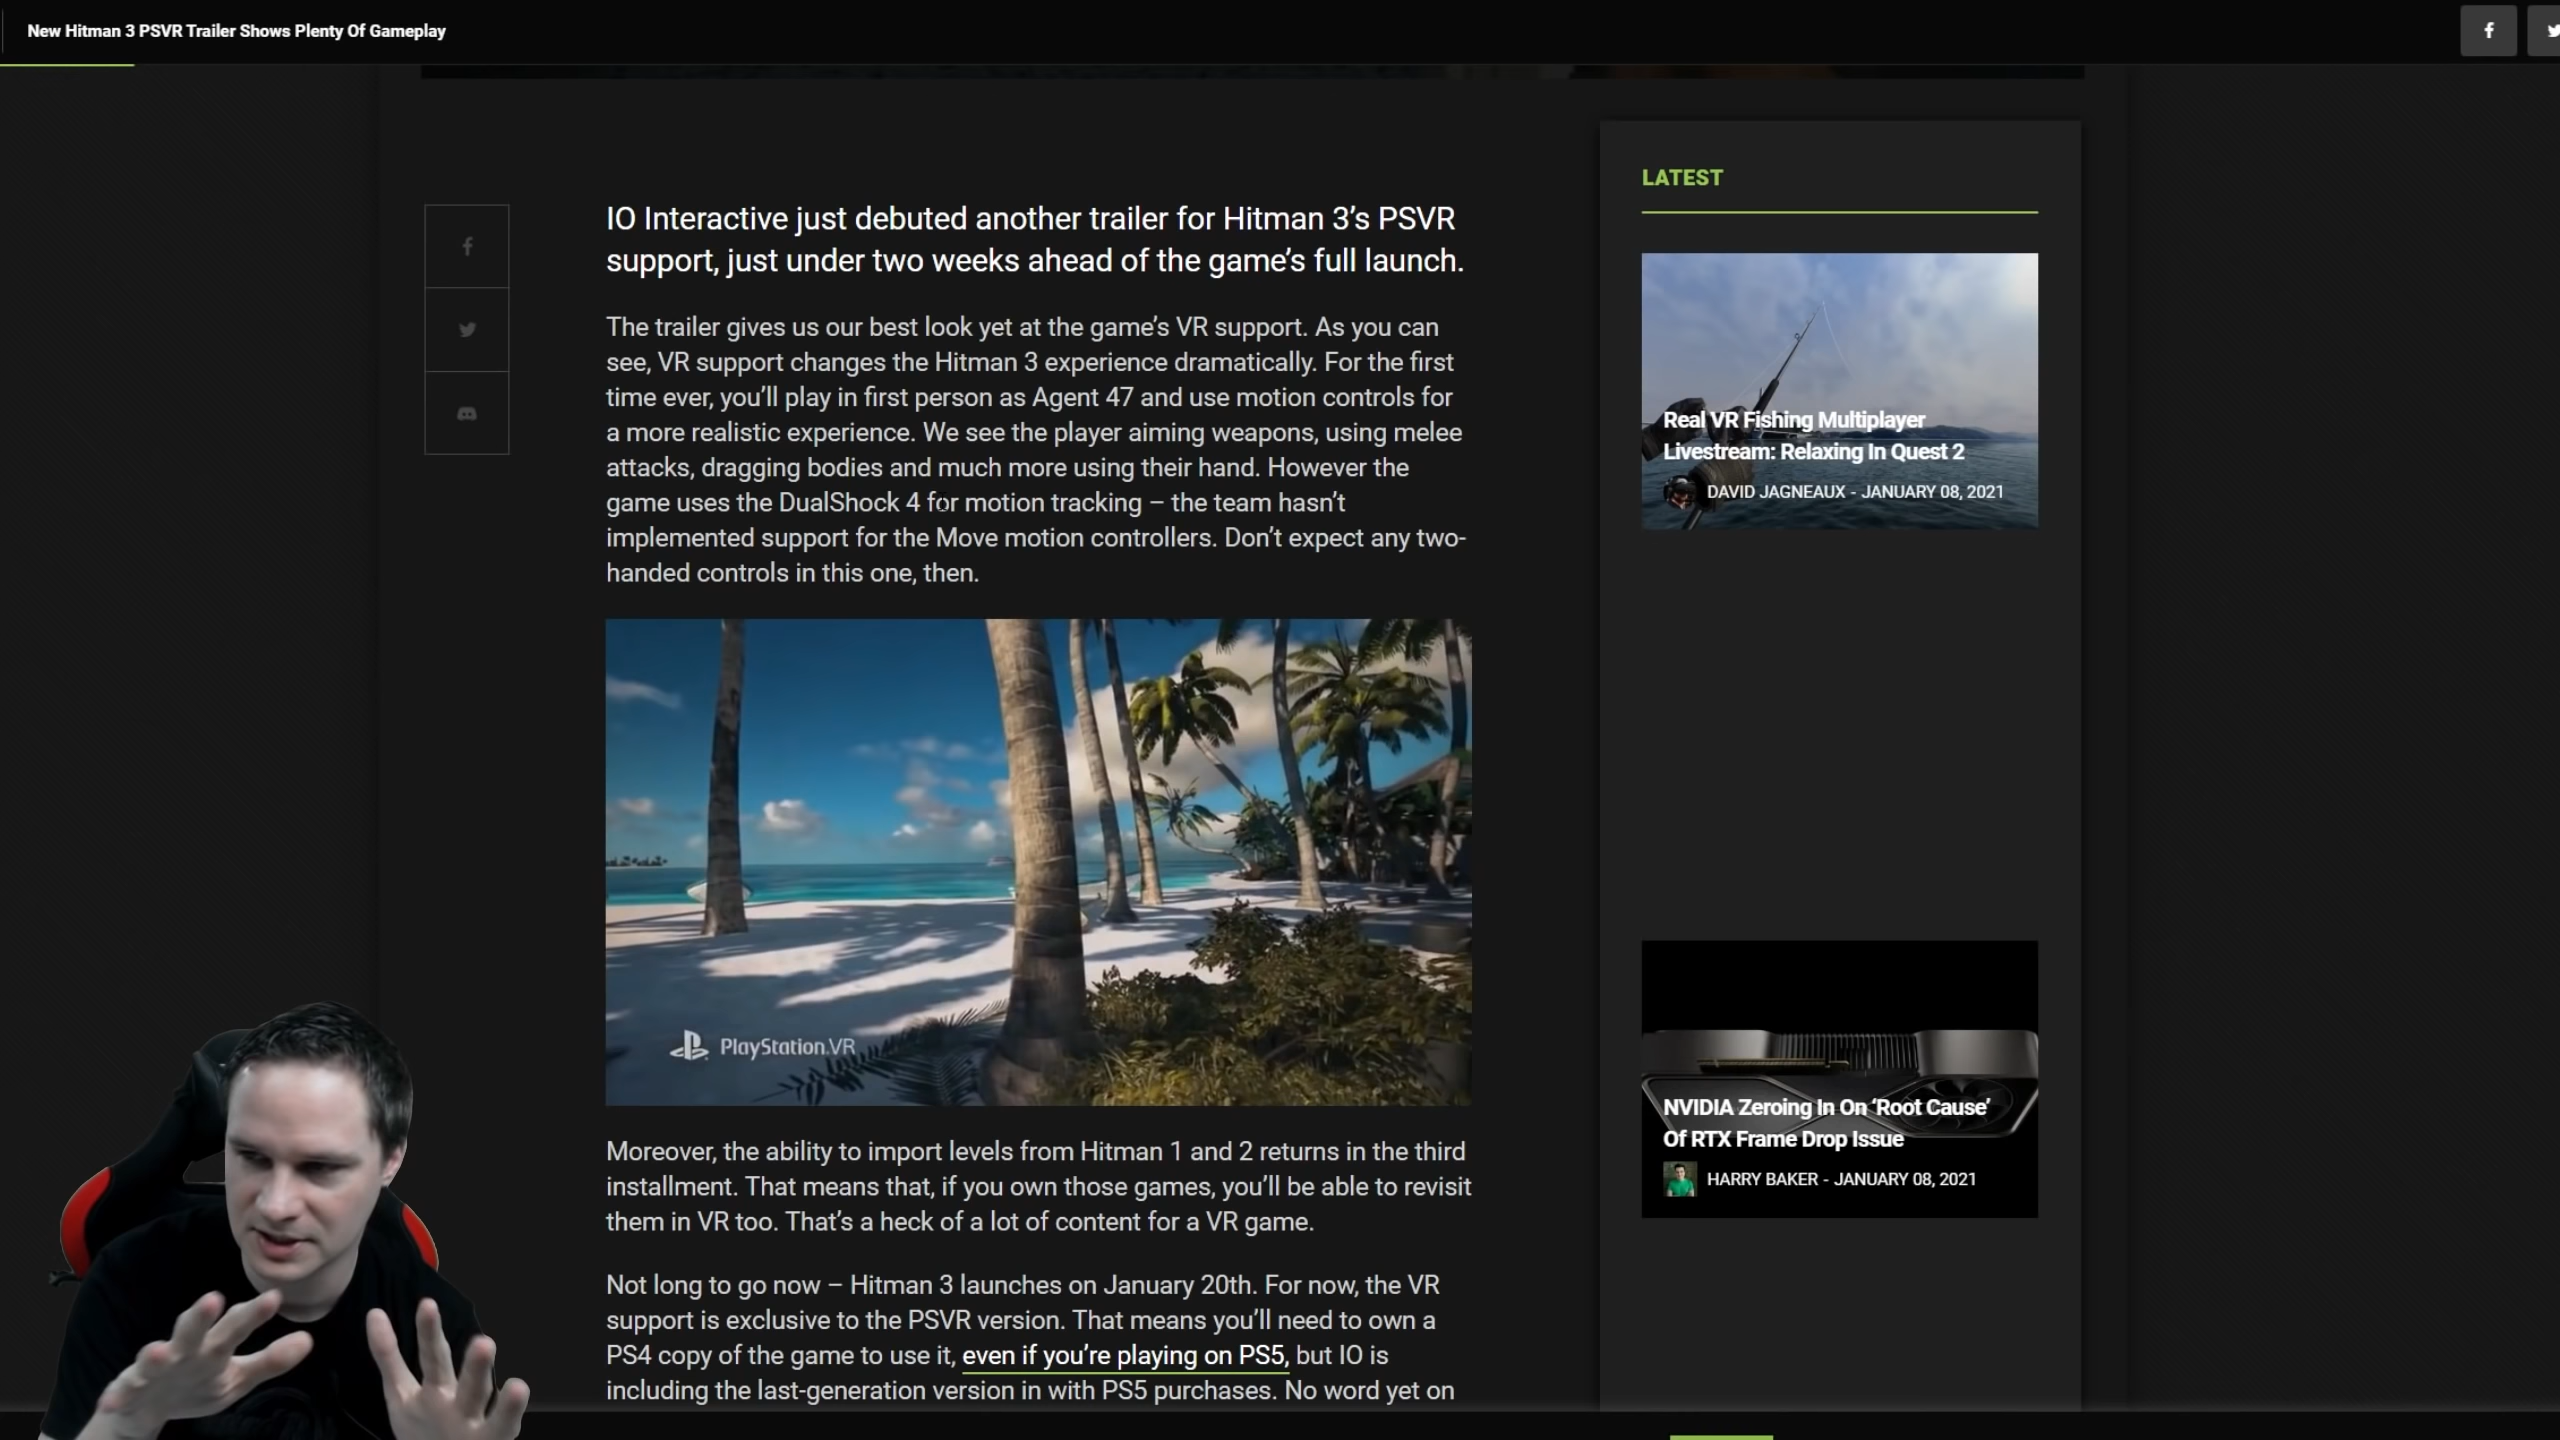 New Hitman 3 PSVR Trailer Shows Plenty Of Gameplay
IO Interactive just debuted another trailer for Hitman 3’s PSVR
support, just under two weeks ahead of the game’s full launch.
The trailer gives us our best look yet at the game’s VR support. As you can
see, VR support changes the Hitman 3 experience dramatically. For the first
time ever, you’ll play in first person as Agent 47 and use motion controls for
a more realistic experience. We see the player aiming weapons, using melee
attacks, dragging bodies and much more using their hand. However the
game uses the DualShock 4 for motion tracking – the team hasn’t
implemented support for the Move motion controllers. Don’t expect any two-
handed controls in this one, then.
PlayStation.VR
Moreover, the ability to import levels from Hitman 1 and 2 returns in the third
installment. That means that, if you own those games, you’ll be able to revisit
them in VR too. That’s a heck of a lot of content for a VR game.
Not long to go now – Hitman 3 launches on January 20th. For now, the VR
support is exclusive to the PSVR version. That means you’ll need to own a
PS4 copy of the game to use it, even if you’re playing on PS5, but IO is
including the last-generation version in with PS5 purchases. No word yet on
LATEST
Real VR Fishing Multiplayer
Livestream: Relaxing In Quest 2
DAVID JAGNEAUX - JANUARY 08, 2021
NVIDIA Zeroing In On ‘Root Cause’
Of RTX Frame Drop Issue
HARRY BAKER - JANUARY 08, 2021